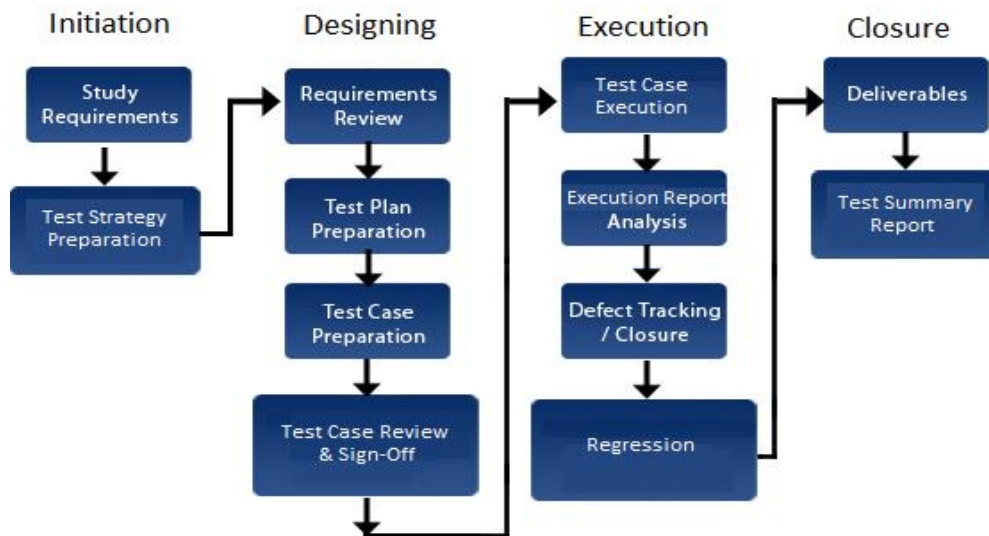 Initiation
Study
Requirements
Test Strategy
Preparation
Designing
Requirements
Review
Test Plan
Preparation
Test Case
Preparation
Test Case Review
& Sign-Off
Execution
Test Case
Execution
Execution Report
Analysis
Defect Tracking
/ Closure
Regression
Closure
Deliverables
Test Summary
Report